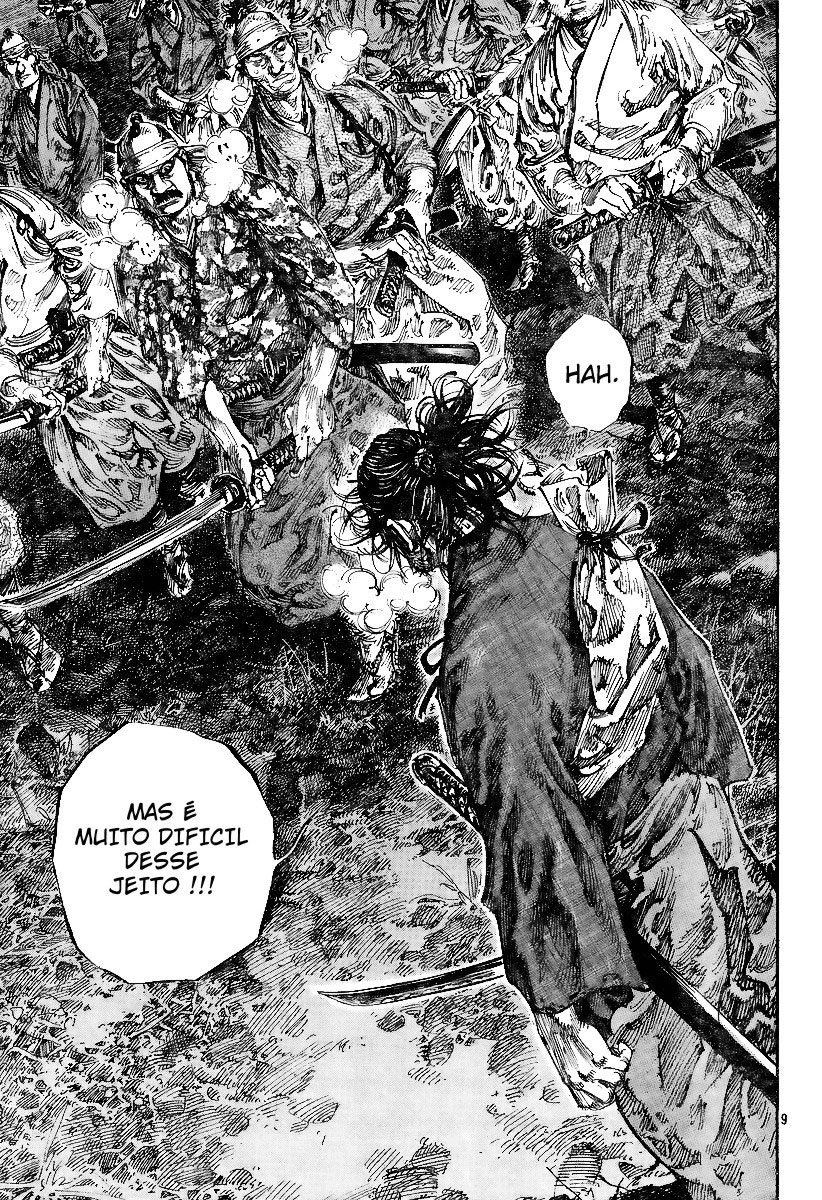 HAH.
MAS É
MUITO DIFICIL
DESSE
JEITO !!!
9